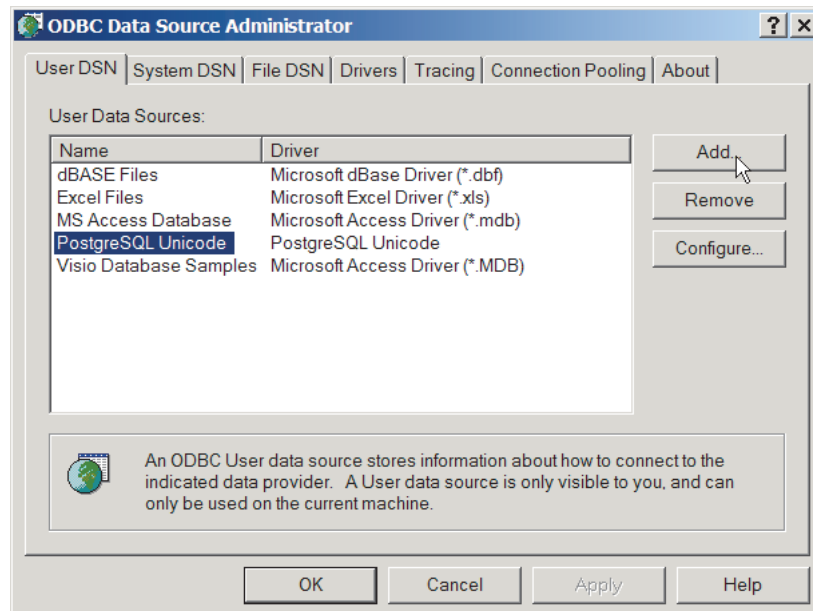 ODBC Data Source Administrator
User DSN System DSN File DSN Drivers Tracing Connection Pooling About
User Data Sources:
Name Driver
dBASE Files Microsoft dBase Driver (*.dbf)
Excel Files Microsoft Excel Driver (*.xls)
MS Access Database Microsoft Access Driver (*.mdb)
PostgreSQL Unicode PostgreSQL Unicode
Visio Database Samples Microsoft Access Driver (*.MDB)
Add...
Remove
Configure...
An ODBC User data source stores information about how to connect to the
indicated data provider. A User data source is only visible to you, and can
only be used on the current machine.
OK Cancel Apply Help